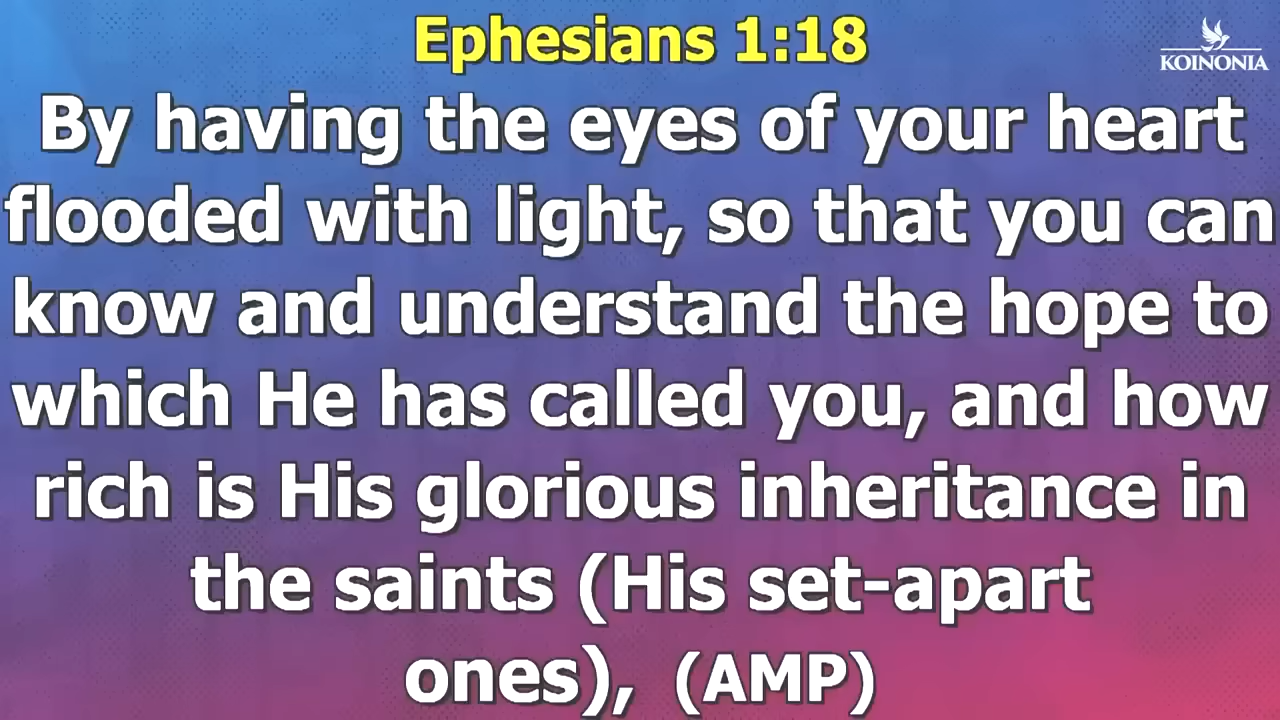 Ephesians 1:18
KOINONIA
By having the eyes of your heart
flooded with light, so that you can
know and understand the hope to
which He has called you, and how
rich is His glorious inheritance in
the saints (His set-apart
ones), (AMP)